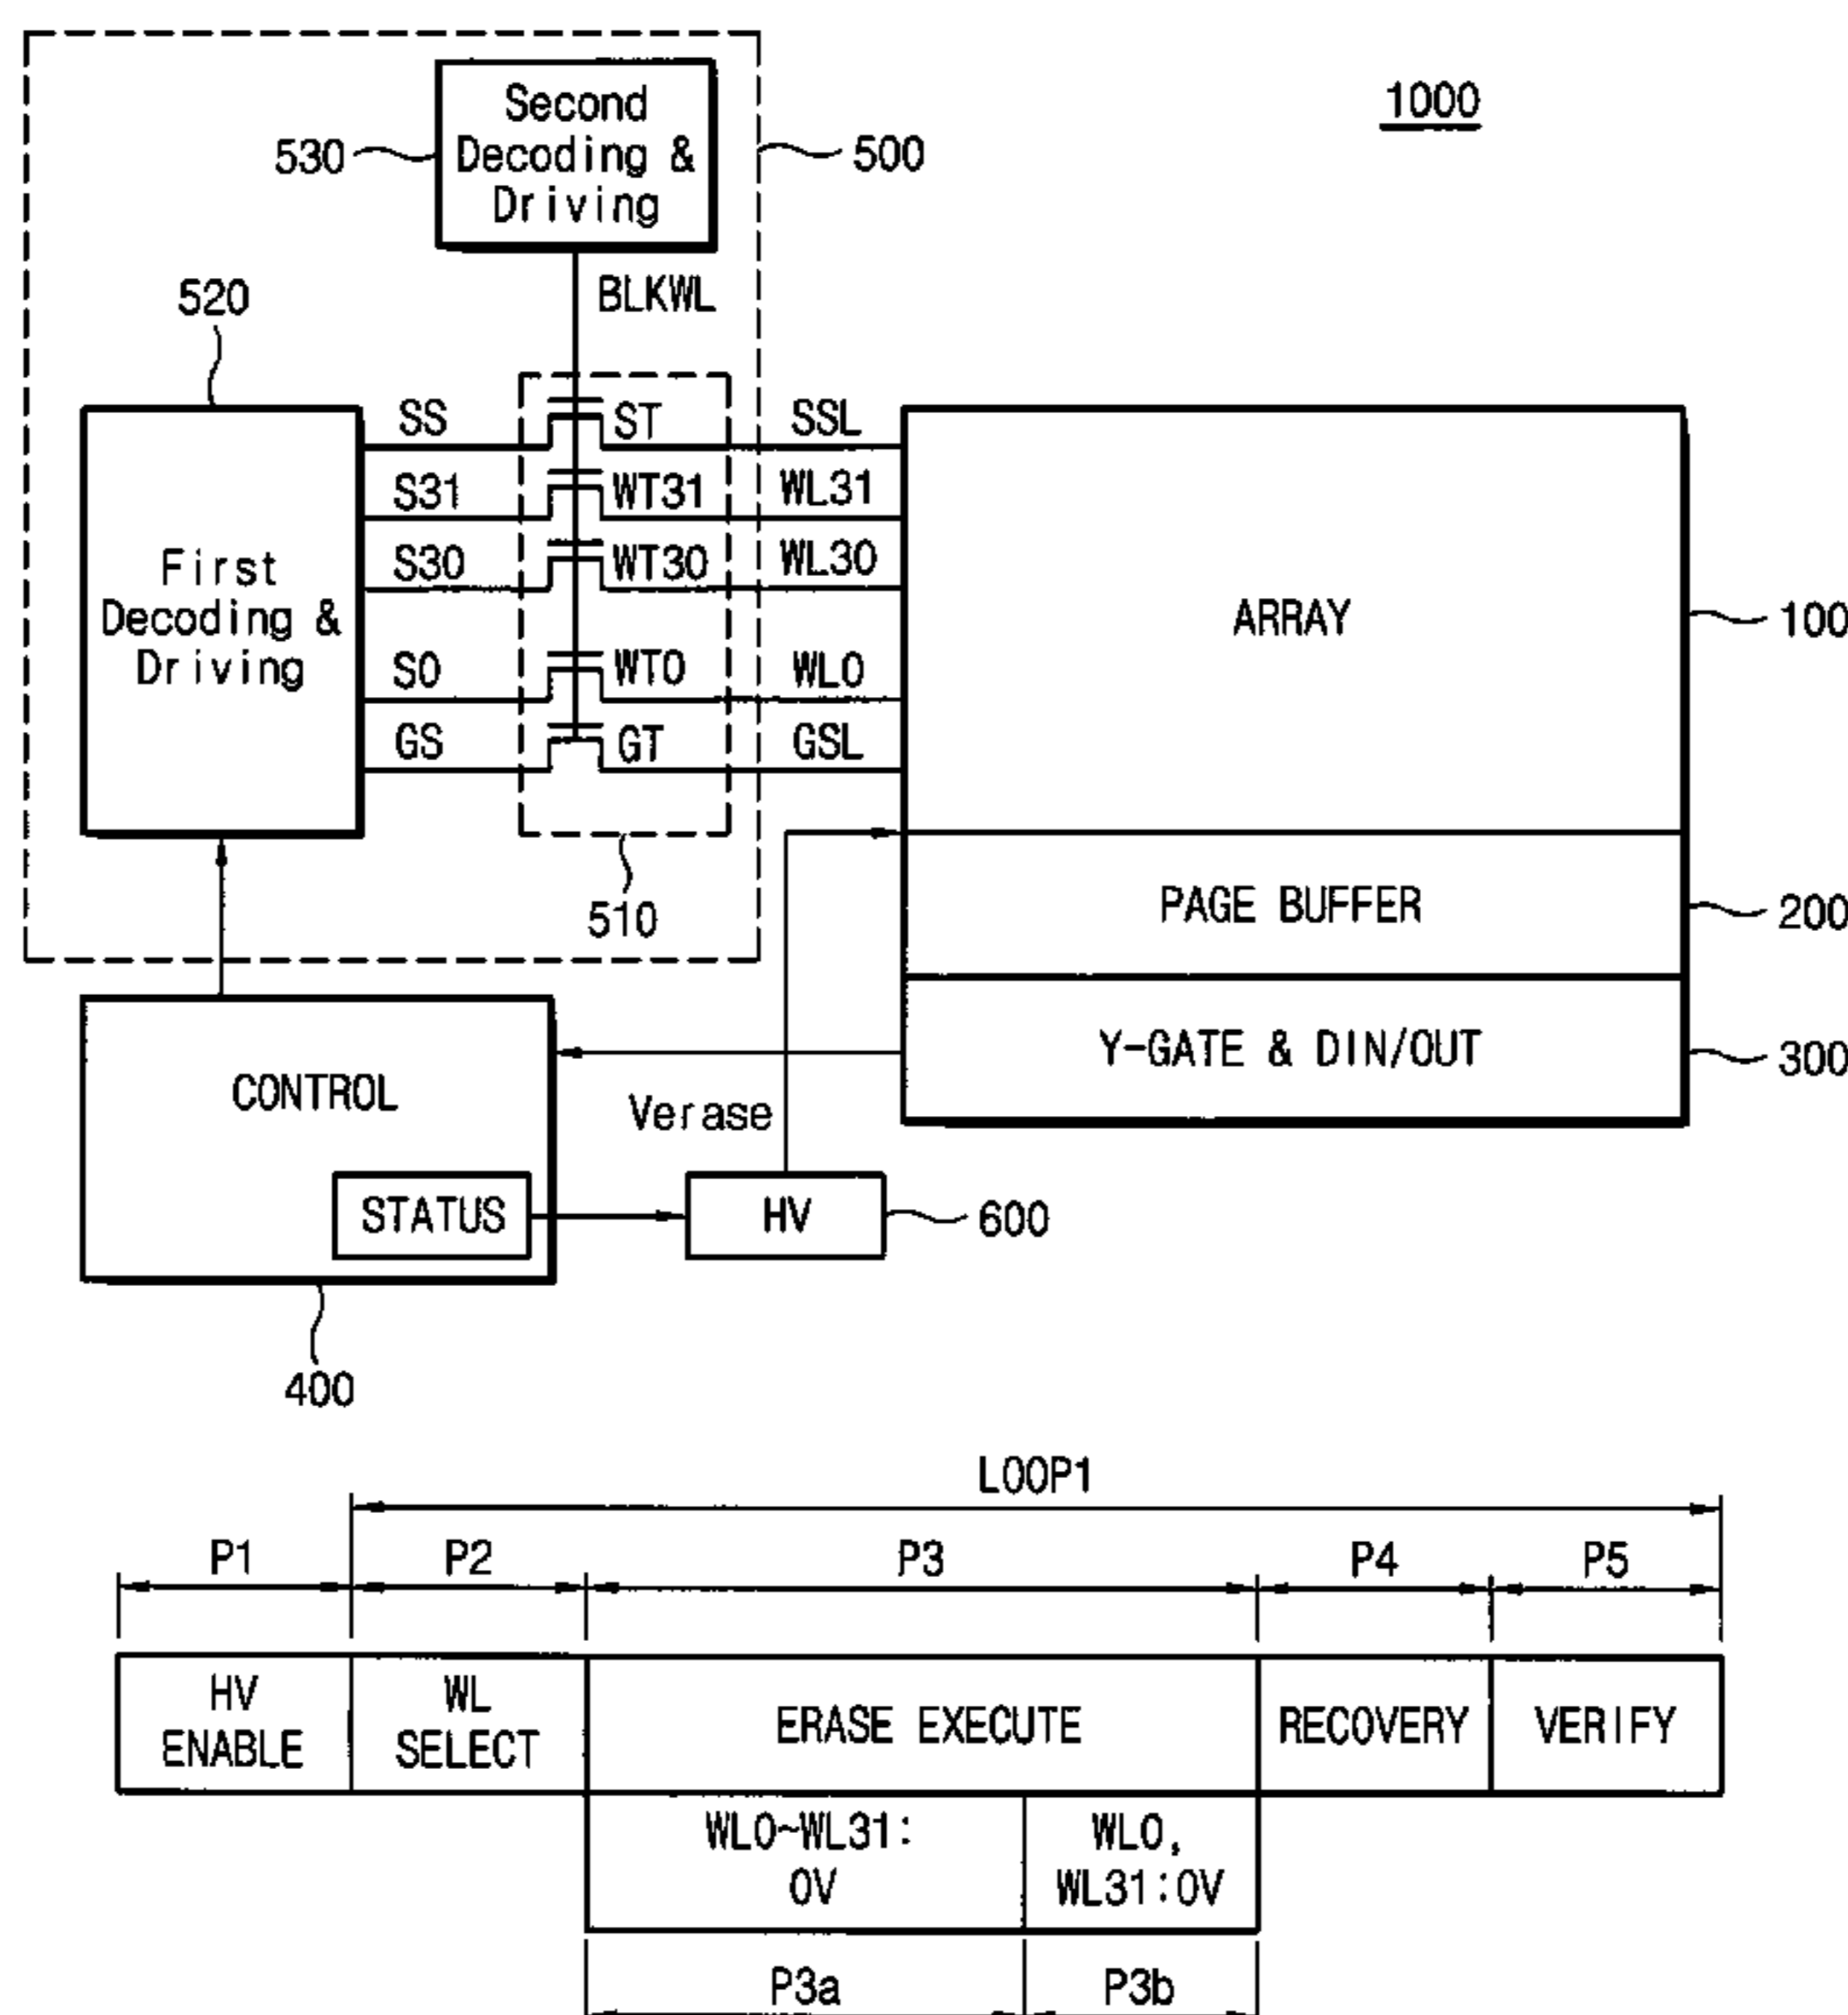 1000
Second
Decoding &
Driving
530
500
BLKWL
520
SS
ST
SSL
S31
WT31
WL31
S30
WT30
WL30
First
Decoding &
Driving
ARRAY
100
S0
WT0
WL0
GS
GT
GSL
510
PAGE BUFFER
200
Y-GATE & DIN/OUT
300
CONTROL
Verase
STATUS
HV
600
400
LOOP1
P1
P2
P3
P4
P5
HV
ENABLE
WL
SELECT
ERASE EXECUTE
RECOVERY
VERIFY
WL0~WL31:
0V
WL0,
WL31:0V
P3a
P3b